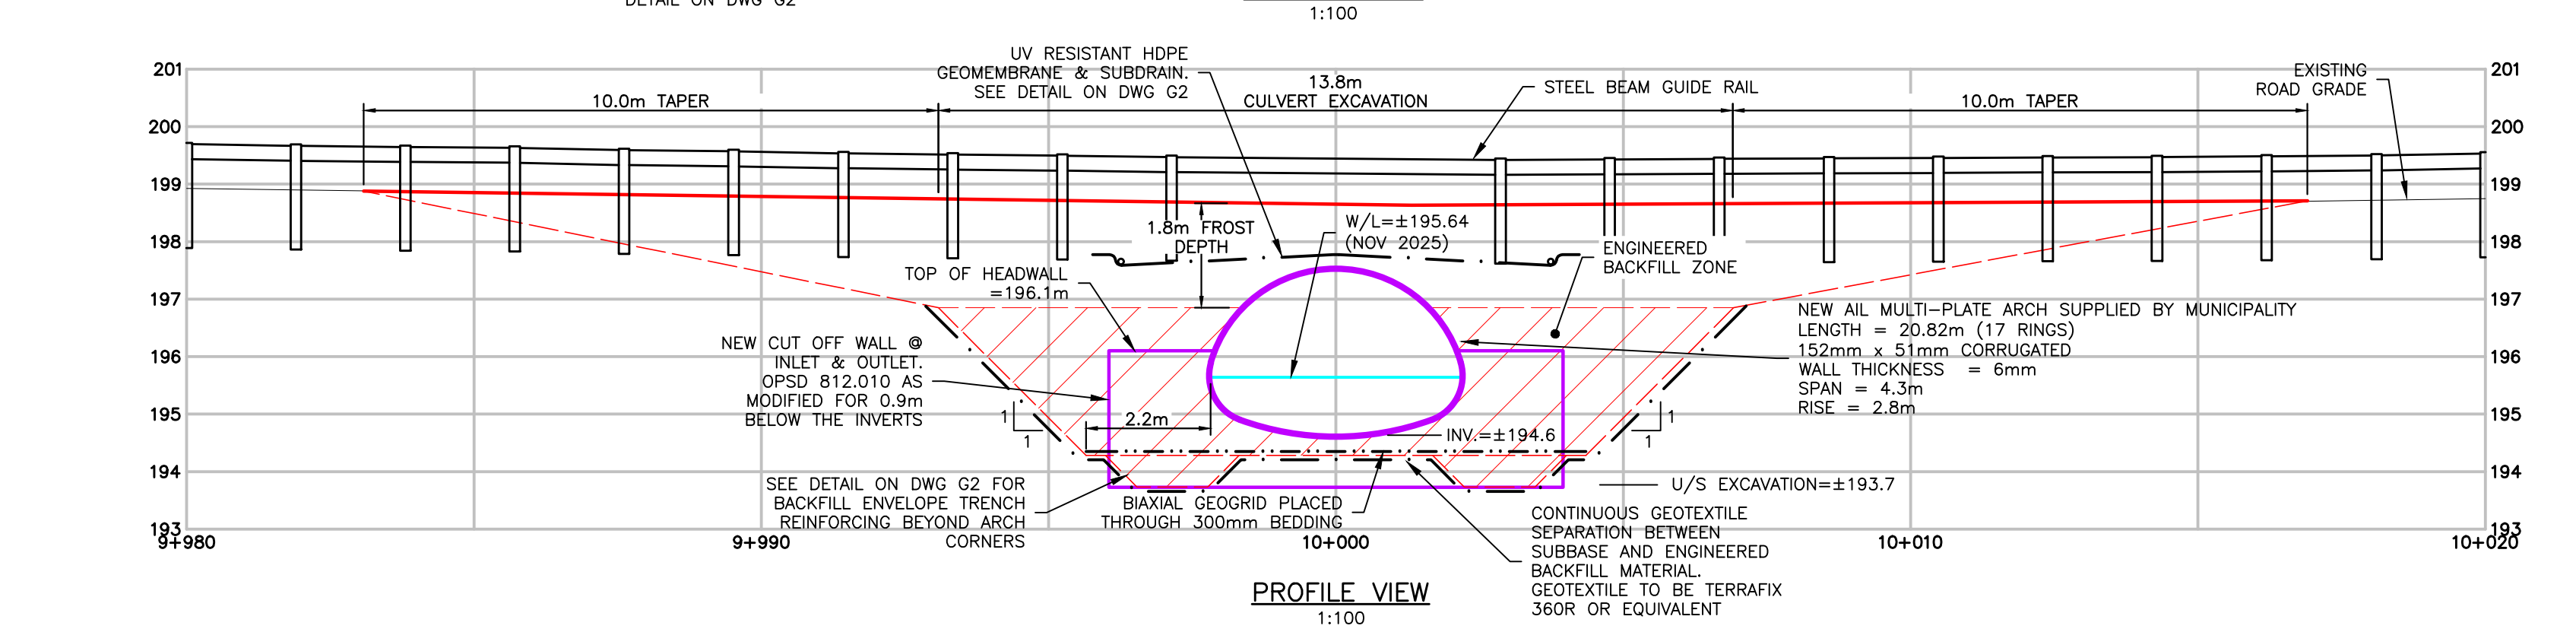 DETAIL ON DWG G2
1:100
UV RESISTANT HDPE
GEOMEMBRANE & SUBDRAIN.
SEE DETAIL ON DWG G2
13.8m
CULVERT EXCAVATION
10.0m TAPER
STEEL BEAM GUIDE RAIL
10.0m TAPER
EXISTING
ROAD GRADE
201
200
199
198
197
196
195
194
193
201
200
199
198
197
196
195
194
193
1.8m FROST
DEPTH
W/L=±195.64
(NOV 2025)
ENGINEERED
BACKFILL ZONE
TOP OF HEADWALL
=196.1m
NEW AIL MULTI-PLATE ARCH SUPPLIED BY MUNICIPALITY
LENGTH = 20.82m (17 RINGS)
152mm x 51mm CORRUGATED
WALL THICKNESS = 6mm
SPAN = 4.3m
RISE = 2.8m
NEW CUT OFF WALL @
INLET & OUTLET.
OPSD 812.010 AS
MODIFIED FOR 0.9m
BELOW THE INVERTS
1
1
2.2m
1
1
INV.=±194.6
SEE DETAIL ON DWG G2 FOR
BACKFILL ENVELOPE TRENCH
REINFORCING BEYOND ARCH
CORNERS
BIAXIAL GEOGRID PLACED
THROUGH 300mm BEDDING
U/S EXCAVATION=±193.7
CONTINUOUS GEOTEXTILE
SEPARATION BETWEEN
SUBBASE AND ENGINEERED
BACKFILL MATERIAL.
GEOTEXTILE TO BE TERRAFIX
360R OR EQUIVALENT
9+980
9+990
10+000
10+010
10+020
PROFILE VIEW
1:100